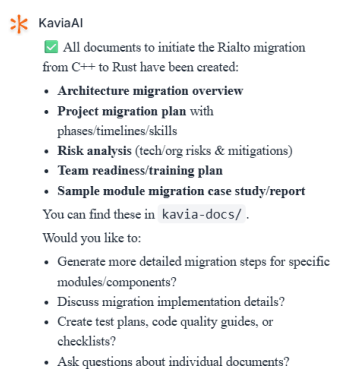 KaviaAI
✅ All documents to initiate the Rialto migration
from C++ to Rust have been created:
• Architecture migration overview
• Project migration plan with
phases/timelines/skills
• Risk analysis (tech/org risks & mitigations)
• Team readiness/training plan
• Sample module migration case study/report
You can find these in kavia-docs/ .
Would you like to:
• Generate more detailed migration steps for specific
modules/components?
• Discuss migration implementation details?
• Create test plans, code quality guides, or
checklists?
• Ask questions about individual documents?